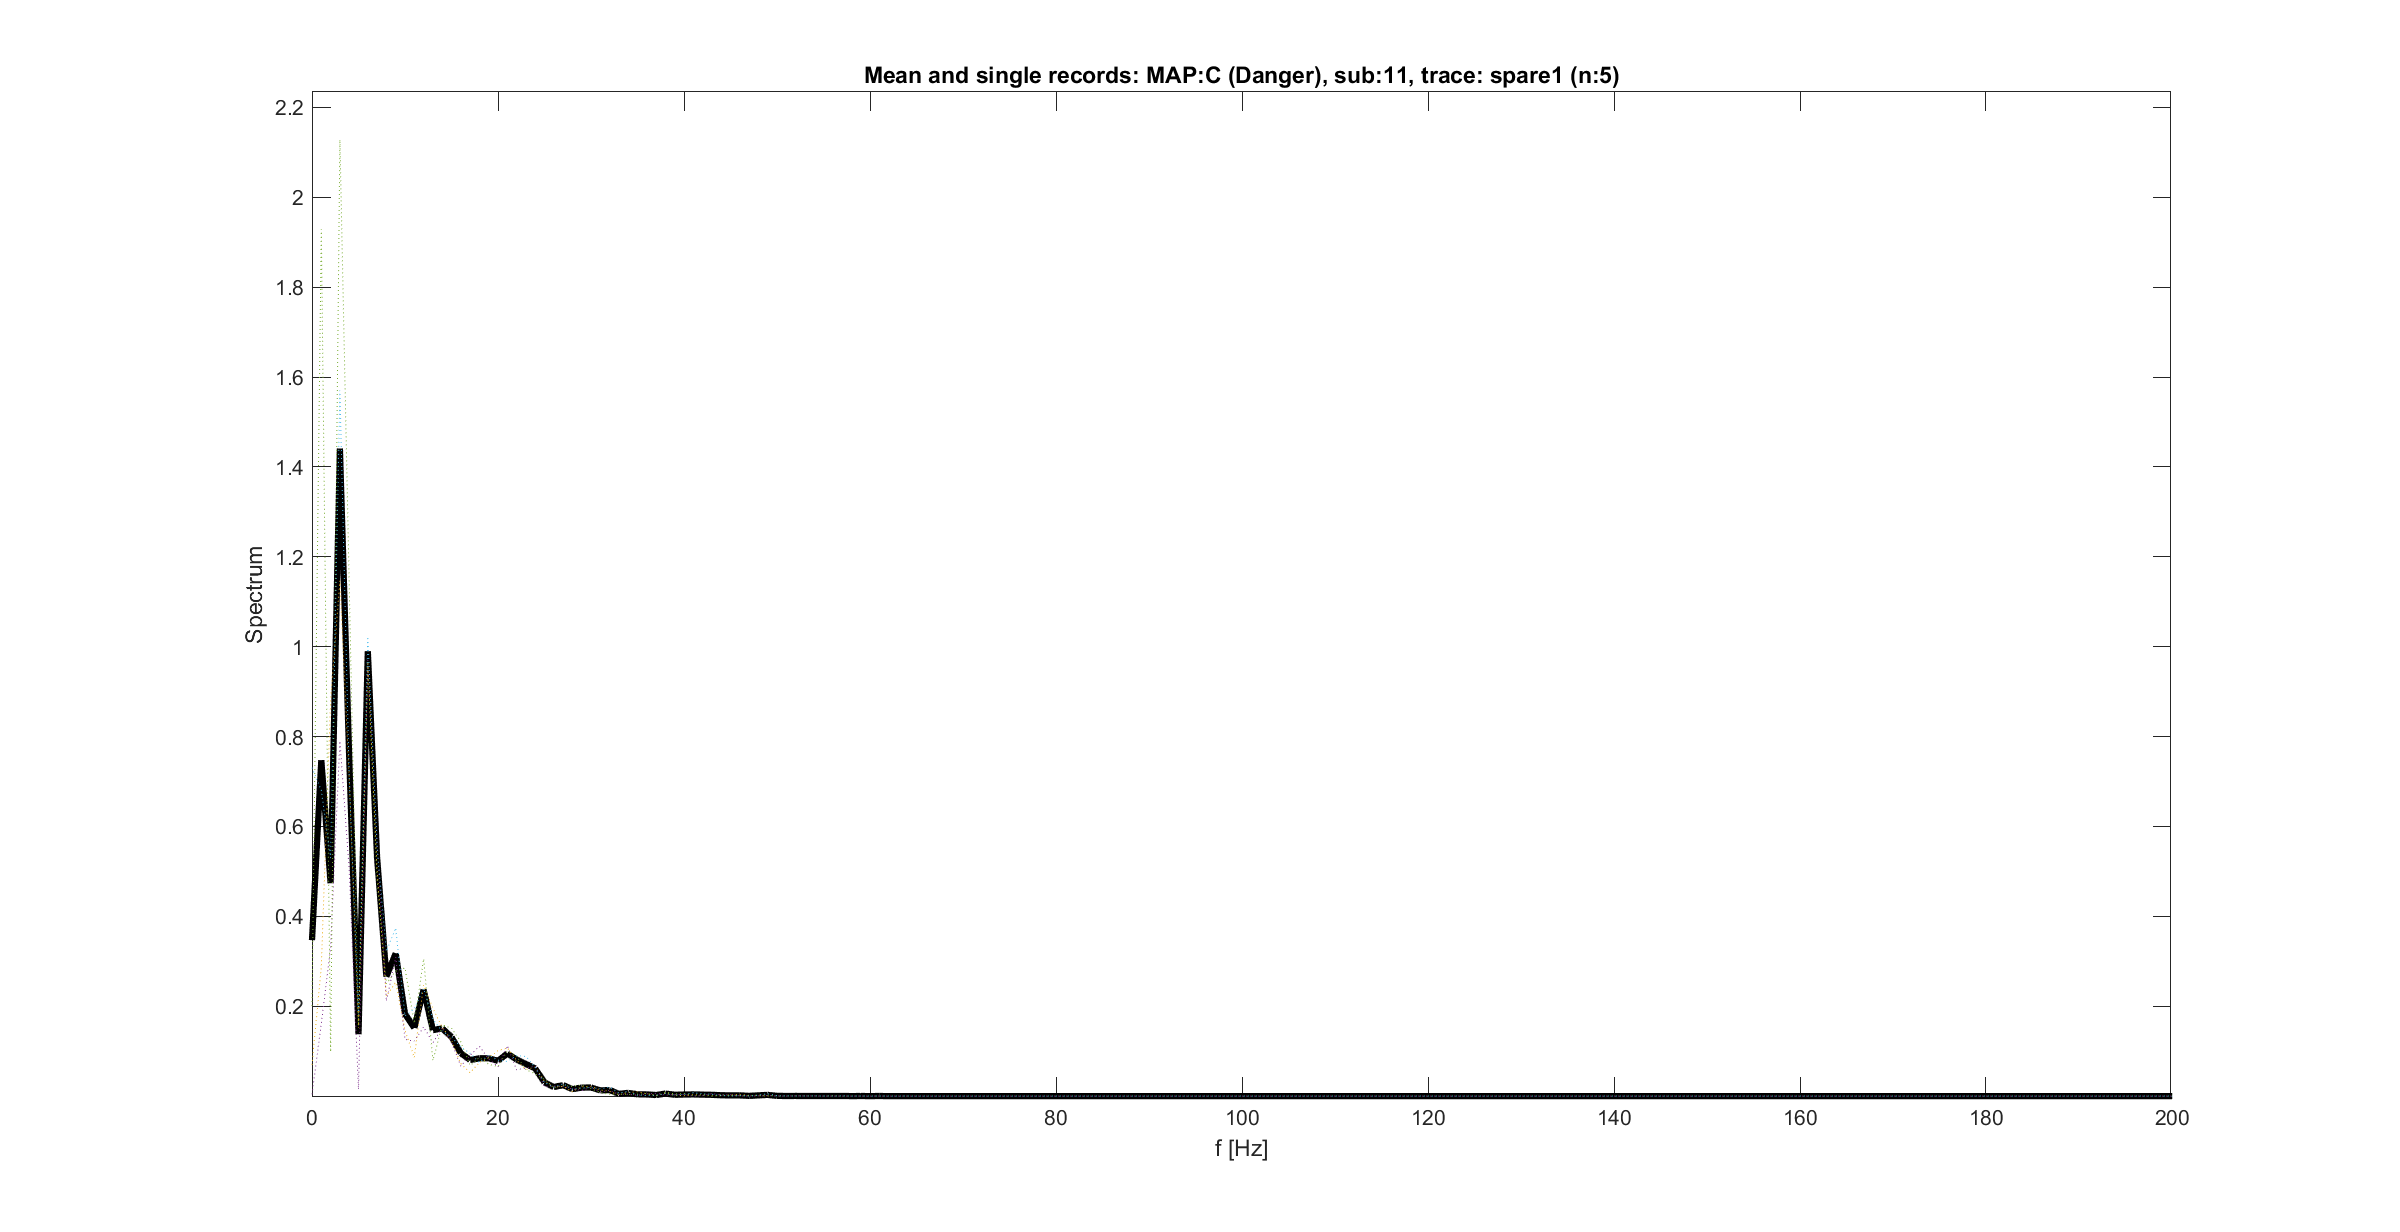 Mean and single records: MAP:C (Danger), sub:11, trace: spare1 (n:5)
2.2
2
1.8
1.6
1.4
1.2
1
0.8
0.6
0.4
0.2
Spectrum
0 20 40 60 80 100 120 140 160 180 200
f [Hz]